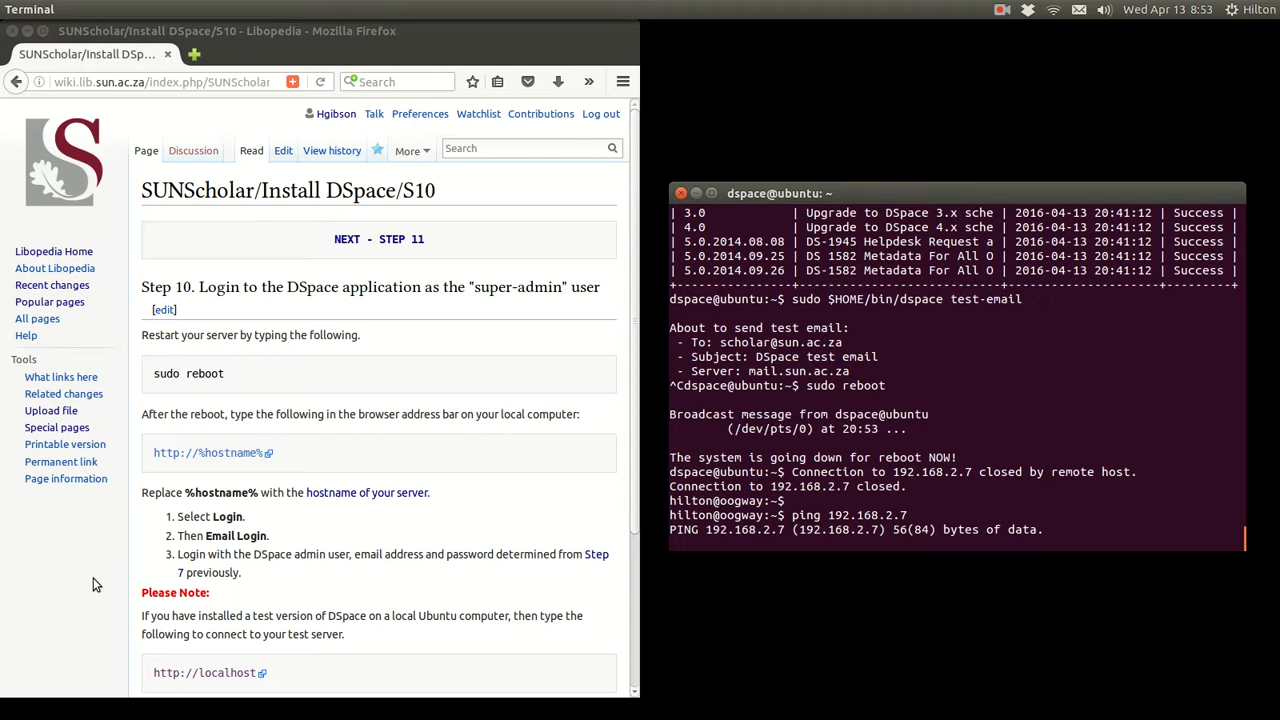 Terminal
Wed Apr 13 8:53 Hilton
SUNScholar/Install DSpace/S10 - Libopedia - Mozilla Firefox
SUNScholar/Install DSp...
wiki.lib.sun.ac.za/index.php/SUNScholar
Search
Hgibson Talk Preferences Watchlist Contributions Log out
Page Discussion Read Edit View history More Search
S
SUNScholar/Install DSpace/S10
NEXT - STEP 11
Libopedia Home
About Libopedia
Recent changes
Popular pages
All pages
Help
Tools
What links here
Related changes
Upload file
Special pages
Printable version
Permanent link
Page information
Step 10. Login to the DSpace application as the "super-admin" user
[edit]
Restart your server by typing the following.
sudo reboot
After the reboot, type the following in the browser address bar on your local computer:
http://%hostname%
Replace %hostname% with the hostname of your server.
1. Select Login.
2. Then Email Login.
3. Login with the DSpace admin user, email address and password determined from Step
7 previously.
Please Note:
If you have installed a test version of DSpace on a local Ubuntu computer, then type the
following to connect to your test server.
http://localhost
dspace@ubuntu: ~
| 3.0 | Upgrade to DSpace 3.x sche | 2016-04-13 20:41:12 | Success |
| 4.0 | Upgrade to DSpace 4.x sche | 2016-04-13 20:41:12 | Success |
| 5.0.2014.08.08 | DS-1945 Helpdesk Request a | 2016-04-13 20:41:12 | Success |
| 5.0.2014.09.25 | DS 1582 Metadata For All O | 2016-04-13 20:41:12 | Success |
| 5.0.2014.09.26 | DS-1582 Metadata For All O | 2016-04-13 20:41:12 | Success |
+----------------+----------------------------+---------------------+---------+
dspace@ubuntu:~$ sudo $HOME/bin/dspace test-email
About to send test email:
- To: scholar@sun.ac.za
- Subject: DSpace test email
- Server: mail.sun.ac.za
^Cdspace@ubuntu:~$ sudo reboot
Broadcast message from dspace@ubuntu
(/dev/pts/0) at 20:53 ...
The system is going down for reboot NOW!
dspace@ubuntu:~$ Connection to 192.168.2.7 closed by remote host.
Connection to 192.168.2.7 closed.
hilton@oogway:~$
hilton@oogway:~$ ping 192.168.2.7
PING 192.168.2.7 (192.168.2.7) 56(84) bytes of data.